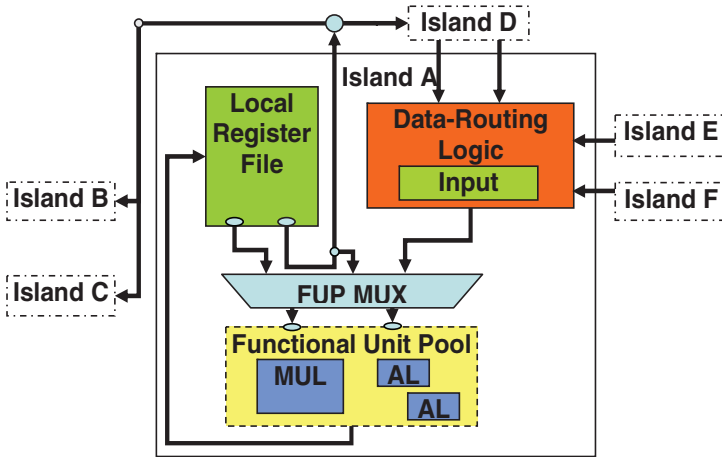 Island D
Island A
Local
Register
File
Data-Routing
Logic
Input
Island E
Island F
Island B
Island C
FUP MUX
Functional Unit Pool
MUL
AL
AL